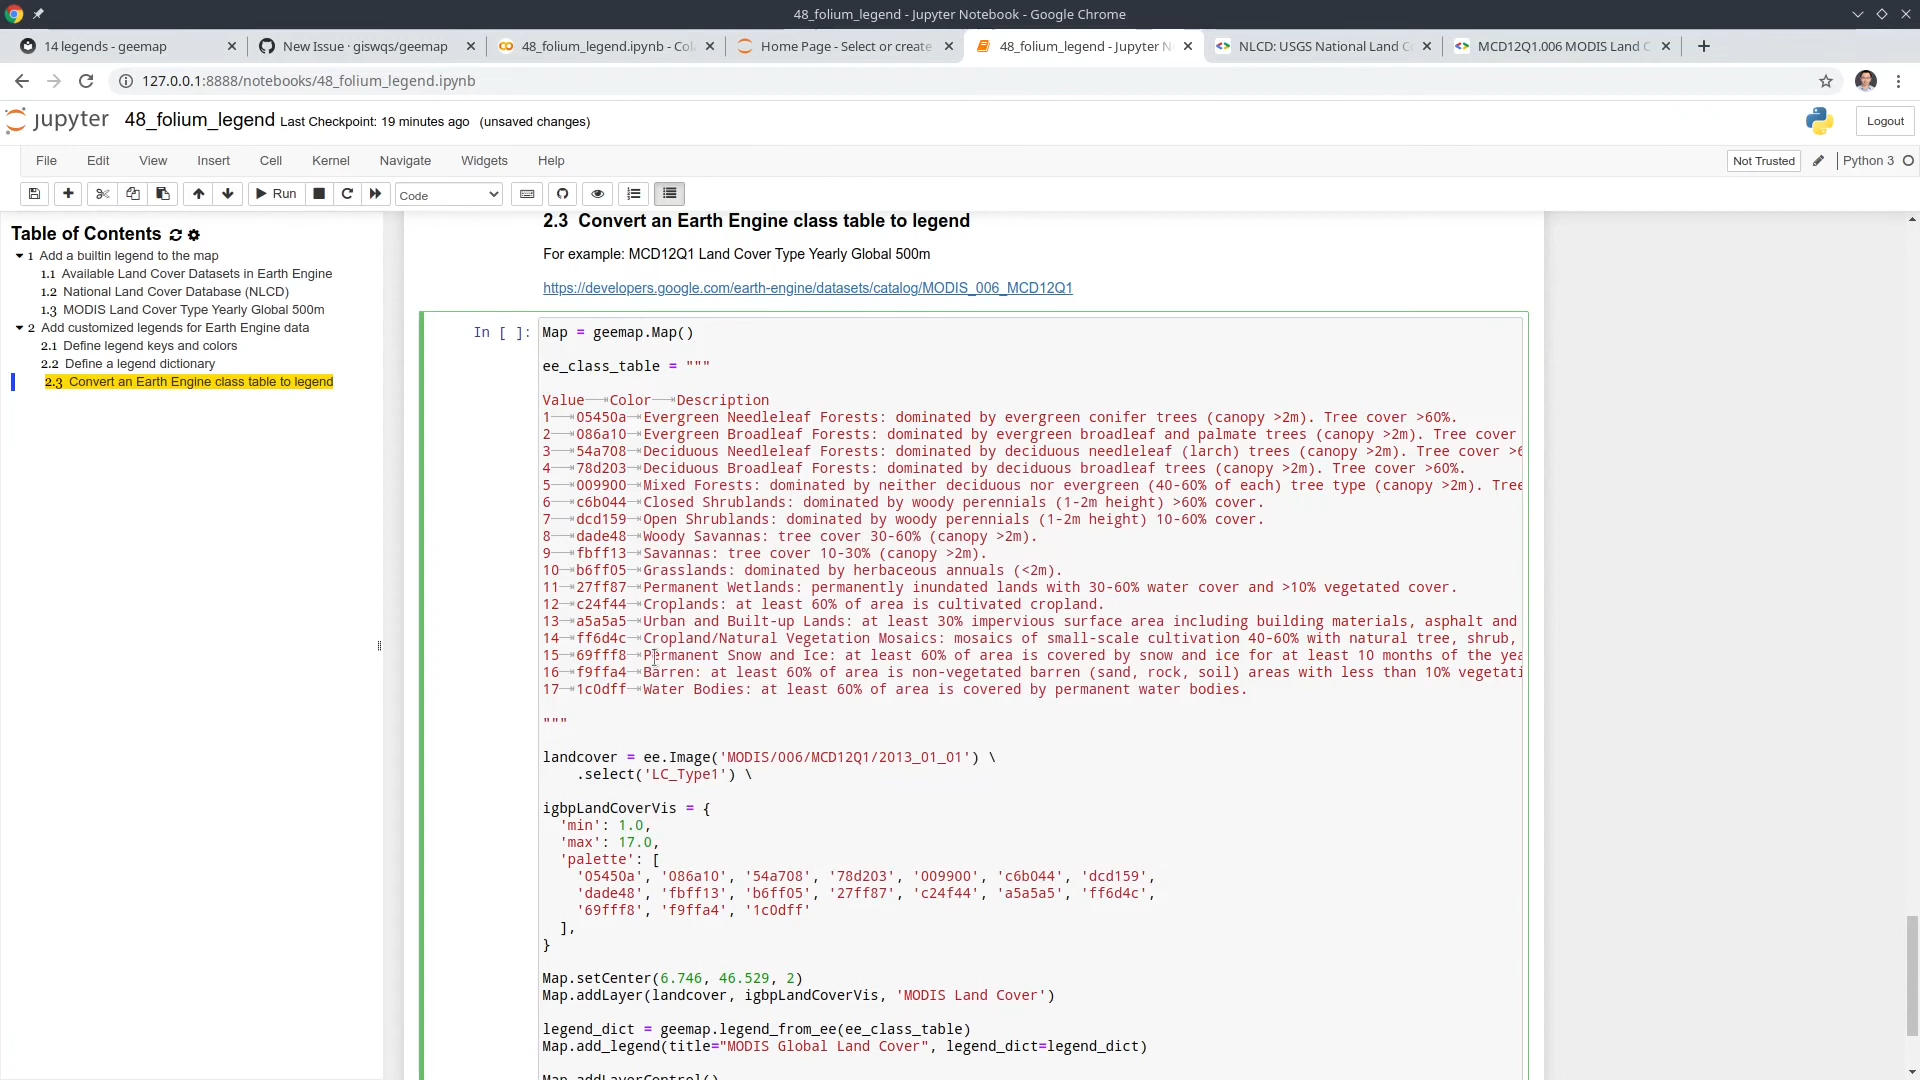 48_folium_legend - Jupyter Notebook - Google Chrome
14 legends - geemap
New Issue · giswqs/geemap
48_folium_legend.ipynb - Col
Home Page - Select or create
48_folium_legend - Jupyter N
NLCD: USGS National Land C
MCD12Q1.006 MODIS Land C
127.0.0.1:8888/notebooks/48_folium_legend.ipynb
jupyter 48_folium_legend Last Checkpoint: 19 minutes ago (unsaved changes)
Logout
File Edit View Insert Cell Kernel Navigate Widgets Help
Not Trusted
Python 3
Run
Code
Table of Contents
1 Add a builtin legend to the map
1.1 Available Land Cover Datasets in Earth Engine
1.2 National Land Cover Database (NLCD)
1.3 MODIS Land Cover Type Yearly Global 500m
2 Add customized legends for Earth Engine data
2.1 Define legend keys and colors
2.2 Define a legend dictionary
2.3 Convert an Earth Engine class table to legend
2.3 Convert an Earth Engine class table to legend
For example: MCD12Q1 Land Cover Type Yearly Global 500m
https://developers.google.com/earth-engine/datasets/catalog/MODIS_006_MCD12Q1
In [ ]: Map = geemap.Map()
ee_class_table = """
Value Color Description
1 05450a Evergreen Needleleaf Forests: dominated by evergreen conifer trees (canopy >2m). Tree cover >60%.
2 086a10 Evergreen Broadleaf Forests: dominated by evergreen broadleaf and palmate trees (canopy >2m). Tree cover
3 54a708 Deciduous Needleleaf Forests: dominated by deciduous needleleaf (larch) trees (canopy >2m). Tree cover >6
4 78d203 Deciduous Broadleaf Forests: dominated by deciduous broadleaf trees (canopy >2m). Tree cover >60%.
5 009900 Mixed Forests: dominated by neither deciduous nor evergreen (40-60% of each) tree type (canopy >2m). Tree
6 c6b044 Closed Shrublands: dominated by woody perennials (1-2m height) >60% cover.
7 dcd159 Open Shrublands: dominated by woody perennials (1-2m height) 10-60% cover.
8 dade48 Woody Savannas: tree cover 30-60% (canopy >2m).
9 fbff13 Savannas: tree cover 10-30% (canopy >2m).
10 b6ff05 Grasslands: dominated by herbaceous annuals (<2m).
11 27ff87 Permanent Wetlands: permanently inundated lands with 30-60% water cover and >10% vegetated cover.
12 c24f44 Croplands: at least 60% of area is cultivated cropland.
13 a5a5a5 Urban and Built-up Lands: at least 30% impervious surface area including building materials, asphalt and
14 ff6d4c Cropland/Natural Vegetation Mosaics: mosaics of small-scale cultivation 40-60% with natural tree, shrub,
15 69fff8 Permanent Snow and Ice: at least 60% of area is covered by snow and ice for at least 10 months of the yea
16 f9ffa4 Barren: at least 60% of area is non-vegetated barren (sand, rock, soil) areas with less than 10% vegetati
17 1c0dff Water Bodies: at least 60% of area is covered by permanent water bodies.
"""
landcover = ee.Image('MODIS/006/MCD12Q1/2013_01_01') \
.select('LC_Type1') \
igbpLandCoverVis = {
'min': 1.0,
'max': 17.0,
'palette': [
'05450a', '086a10', '54a708', '78d203', '009900', 'c6b044', 'dcd159',
'dade48', 'fbff13', 'b6ff05', '27ff87', 'c24f44', 'a5a5a5', 'ff6d4c',
'69fff8', 'f9ffa4', '1c0dff'
],
}
Map.setCenter(6.746, 46.529, 2)
Map.addLayer(landcover, igbpLandCoverVis, 'MODIS Land Cover')
legend_dict = geemap.legend_from_ee(ee_class_table)
Map.add_legend(title="MODIS Global Land Cover", legend_dict=legend_dict)
Map.addLayerControl()